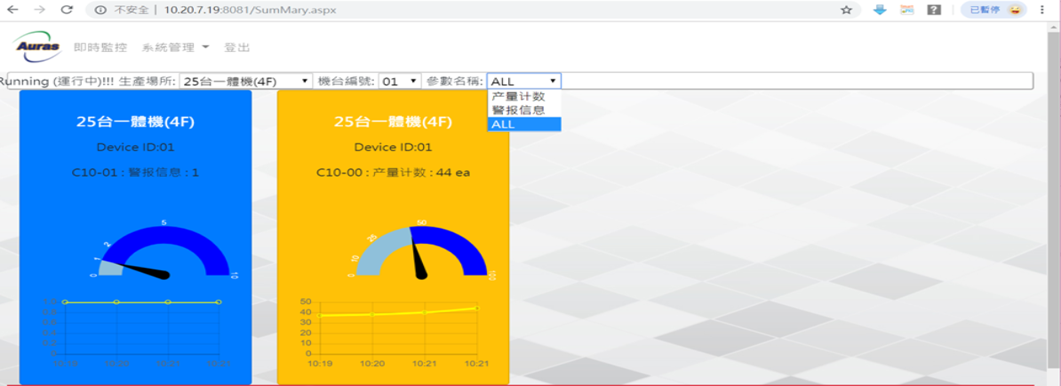 不安全 | 10.20.7.19:8081/SumMary.aspx
已暫停
Auras 即時監控 系統管理 登出
Running (運行中)!!! 生產場所: 25台一體機(4F) 機台編號: 01 參數名稱: ALL
产量计数
警报信息
ALL
25台一體機(4F)
Device ID:01
C10-01 : 警报信息 : 1
0 1 2 5 10
10:19 10:20
25台一體機(4F)
Device ID:01
C10-00 : 产量计数 : 44 ea
0 10 25 50 100
50
40
30
20
10
0
10:19 10:20 10:21 10:21